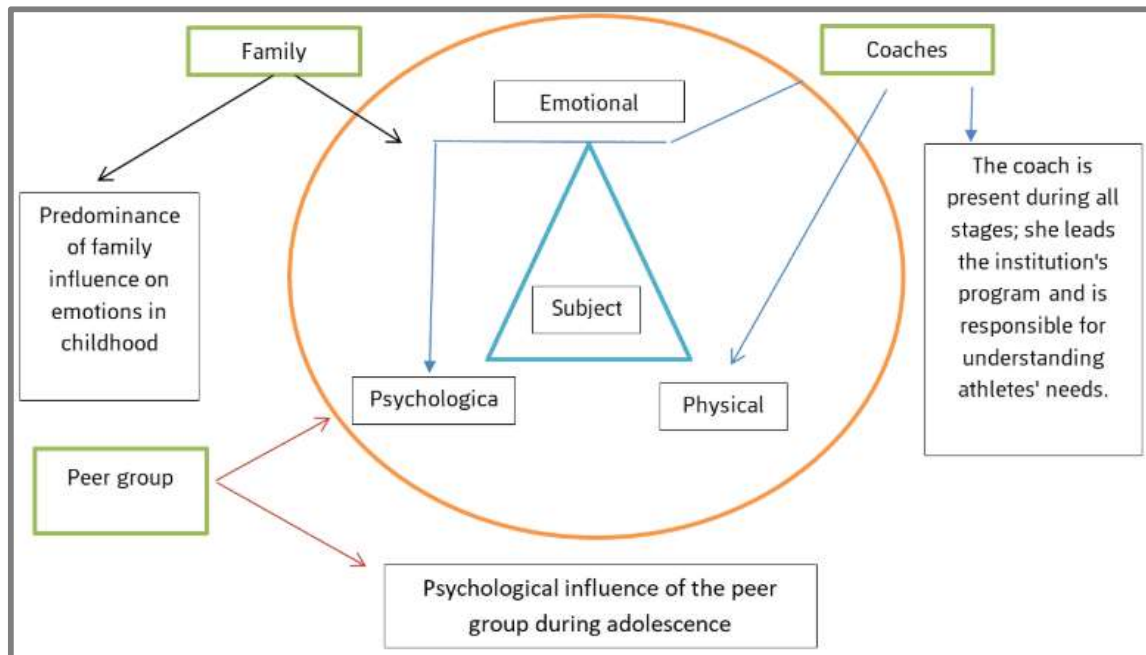 Family
Coaches
Emotional
Predominance
of family
influence on
emotions in
childhood
The coach is
present during all
stages; she leads
the institution's
program and is
responsible for
understanding
athletes' needs.
Subject
Psychologica
Physical
Peer group
Psychological influence of the peer
group during adolescence